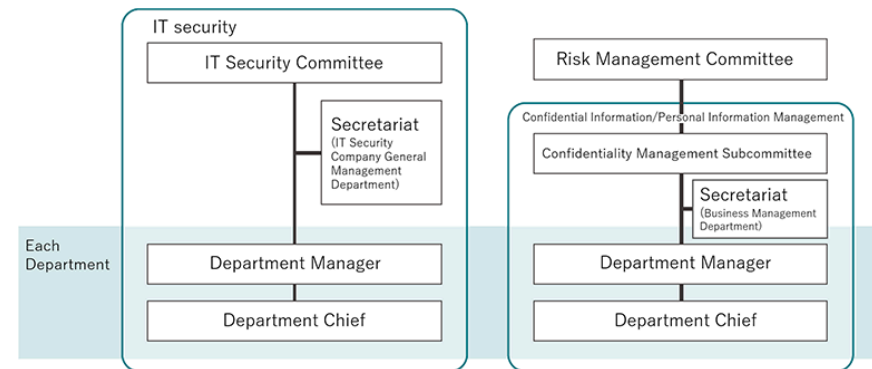 IT security
IT Security Committee
Secretariat
(IT Security
Company General
Management
Department)
Risk Management Committee
Confidential Information/Personal Information Management
Confidentiality Management Subcommittee
Secretariat
(Business Management
Department)
Each
Department
Department Manager
Department Chief
Department Manager
Department Chief